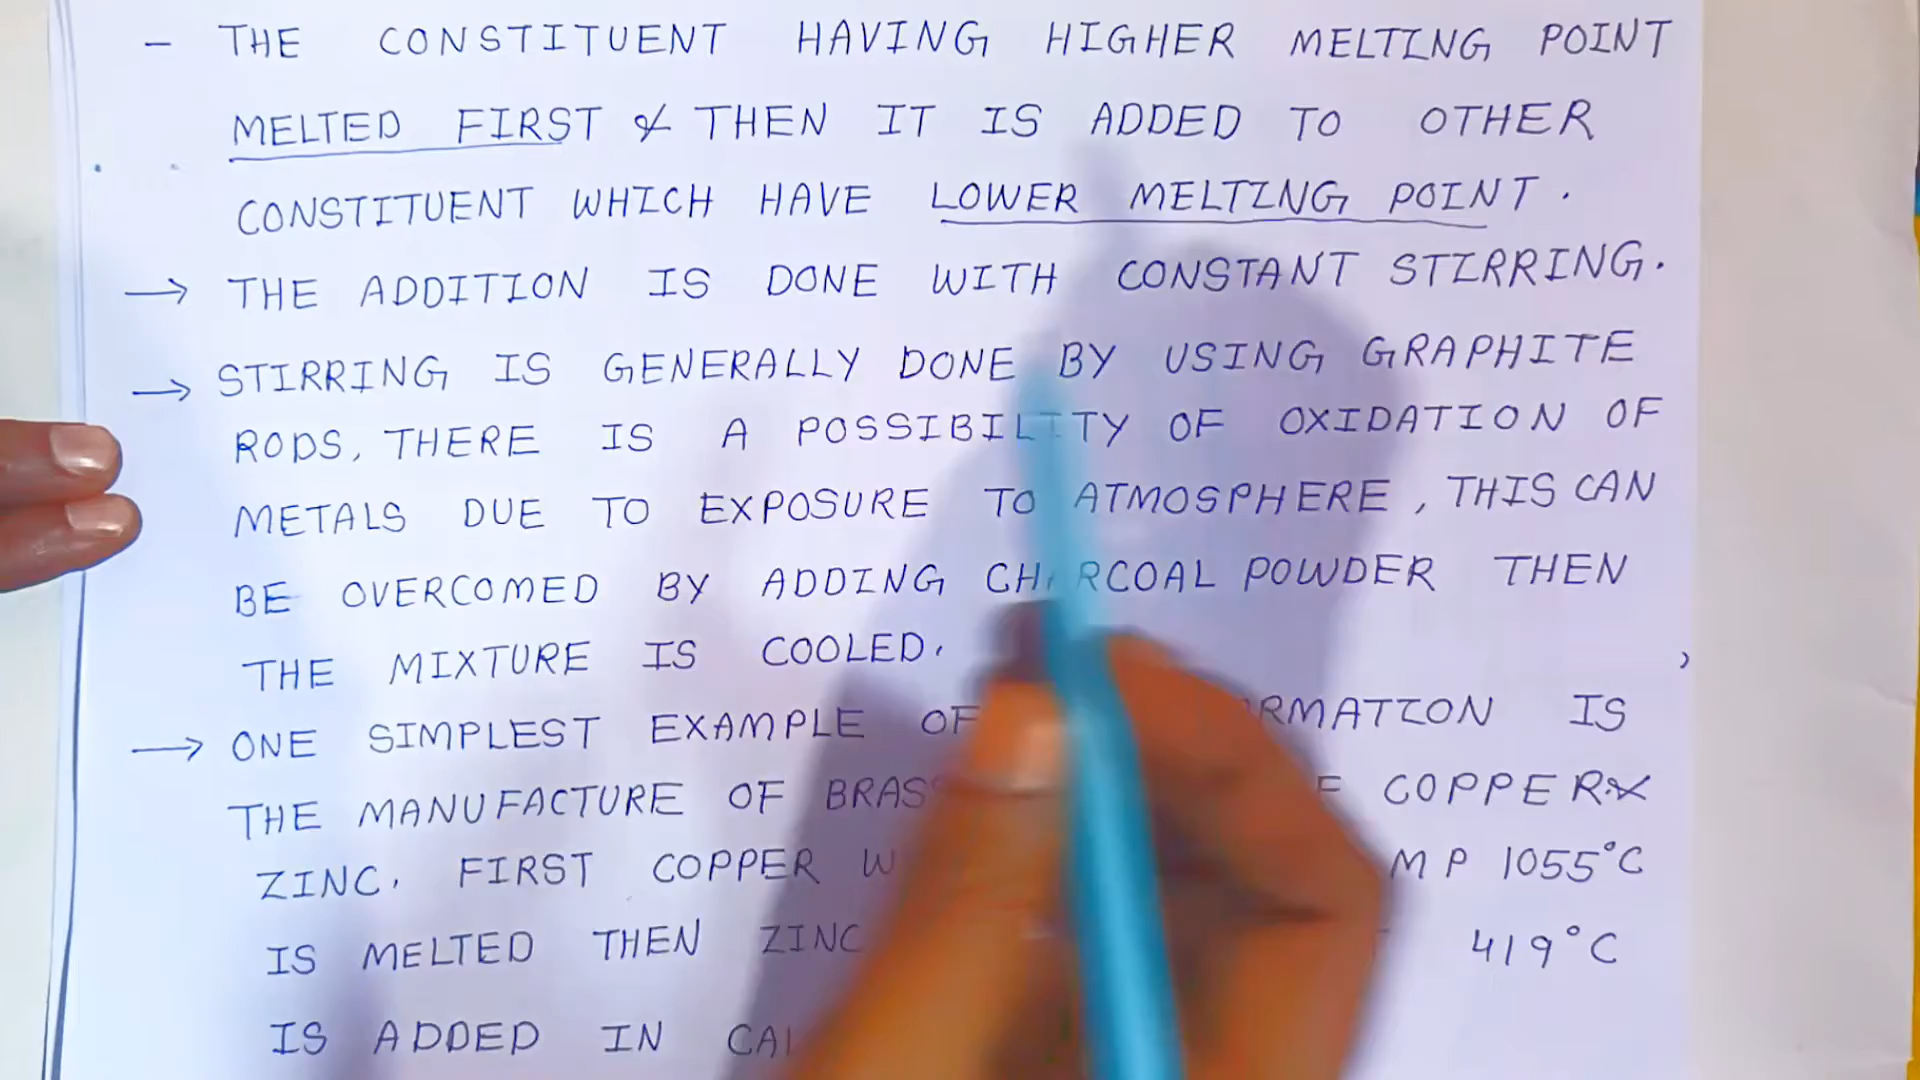 - THE CONSTITUENT HAVING HIGHER MELTING POINT
MELTED FIRST & THEN IT IS ADDED TO OTHER
CONSTITUENT WHICH HAVE LOWER MELTING POINT.
→ THE ADDITION IS DONE WITH CONSTANT STIRRING.
→ STIRRING IS GENERALLY DONE BY USING GRAPHITE
RODS, THERE IS A POSSIBILITY OF OXIDATION OF
METALS DUE TO EXPOSURE TO ATMOSPHERE, THIS CAN
BE OVERCOMED BY ADDING CHARCOAL POWDER THEN
THE MIXTURE IS COOLED.
→ ONE SIMPLEST EXAMPLE OF IS
THE MANUFACTURE OF COPPER &
ZINC. FIRST COPPER MP 1055°C
IS MELTED THEN ZINC 419°C
IS ADDED IN